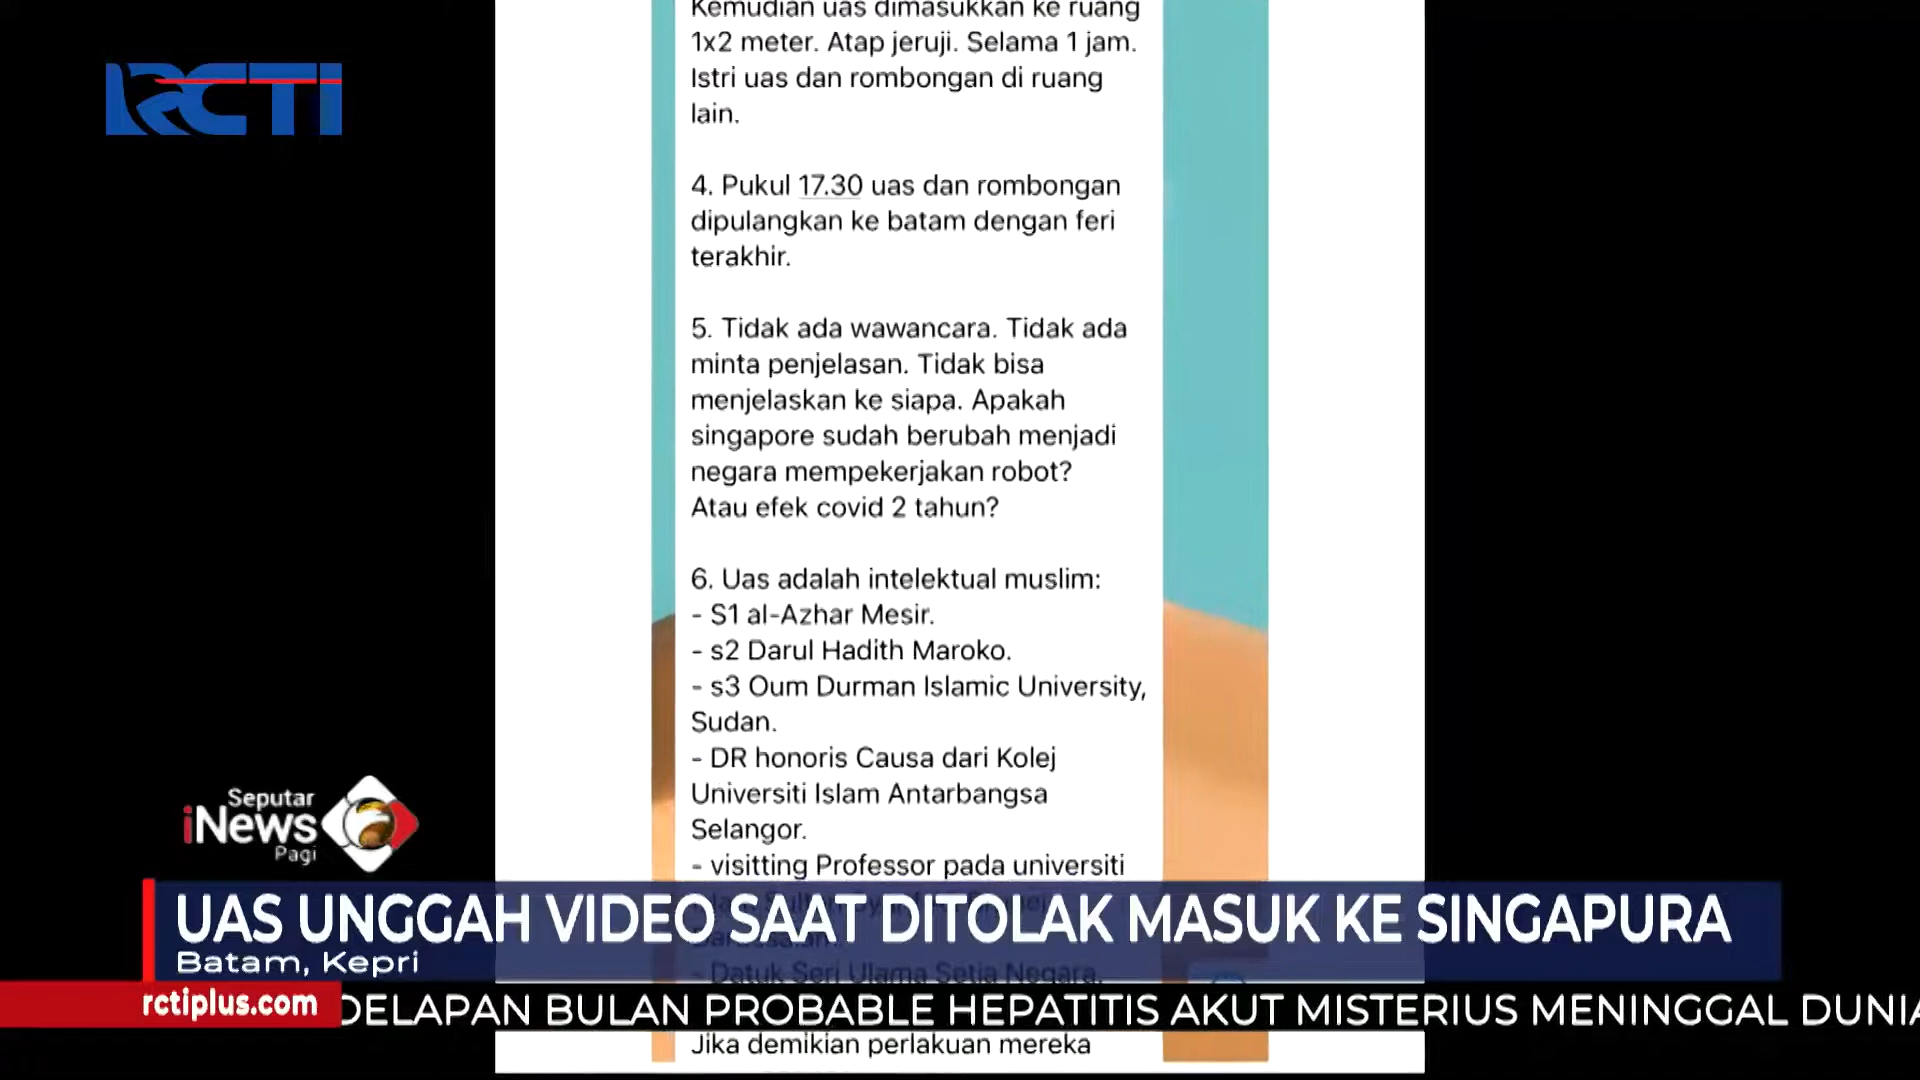 Kemudian uas dimasukkan ke ruang
1x2 meter. Atap jeruji. Selama 1 jam.
Istri uas dan rombongan di ruang
lain.
RCTI
4. Pukul 17.30 uas dan rombongan
dipulangkan ke batam dengan feri
terakhir.
5. Tidak ada wawancara. Tidak ada
minta penjelasan. Tidak bisa
menjelaskan ke siapa. Apakah
singapore sudah berubah menjadi
negara mempekerjakan robot?
Atau efek covid 2 tahun?
6. Uas adalah intelektual muslim:
- S1 al-Azhar Mesir.
- s2 Darul Hadith Maroko.
- s3 Oum Durman Islamic University,
Sudan.
- DR honoris Causa dari Kolej
Universiti Islam Antarbangsa
Selangor.
- visitting Professor pada universiti
- Datuk Seri Ulama Setia Negara.
Jika demikian perlakuan mereka
Seputar
iNews
Pagi
UAS UNGGAH VIDEO SAAT DITOLAK MASUK KE SINGAPURA
Batam, Kepri
rctiplus.com
DELAPAN BULAN PROBABLE HEPATITIS AKUT MISTERIUS MENINGGAL DUNIA